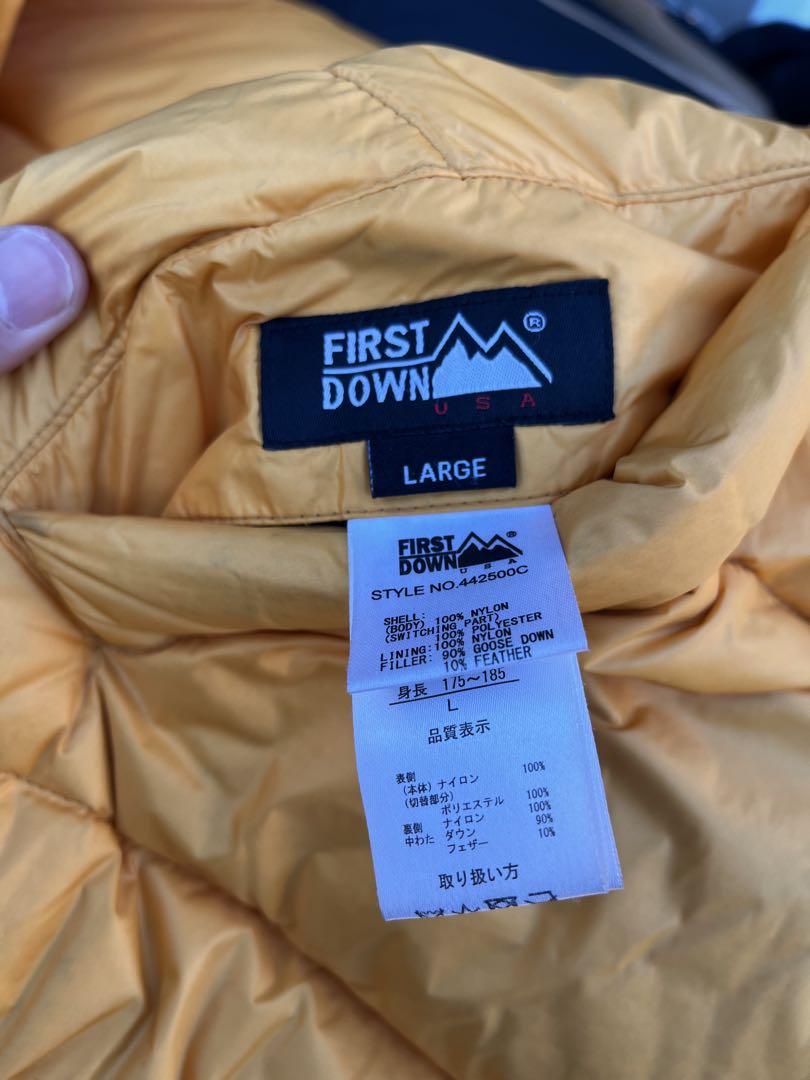 FIRST
DOWN
®
USA
LARGE
FIRST
DOWN
®
USA
STYLE NO.442500C
SHELL:
(BODY) 100% NYLON
(SWITCHING PART)
100% POLYESTER
LINING:100% NYLON
FILLER: 90% GOOSE DOWN
10% FEATHER
身長 175~185
L
品質表示
表側
(本体) ナイロン 100%
(切替部分)
ポリエステル 100%
裏側 ナイロン 100%
中わた ダウン 90%
フェザー 10%
取り扱い方